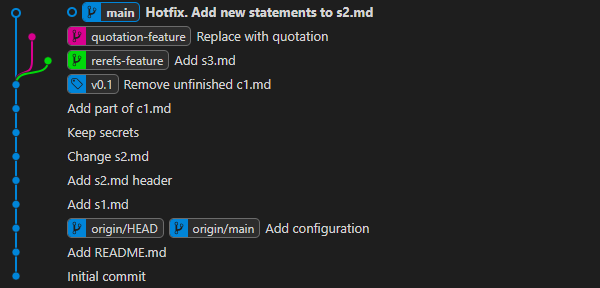 main Hotfix. Add new statements to s2.md
quotation-feature Replace with quotation
rerefs-feature Add s3.md
v0.1 Remove unfinished c1.md
Add part of c1.md
Keep secrets
Change s2.md
Add s2.md header
Add s1.md
origin/HEAD origin/main Add configuration
Add README.md
Initial commit